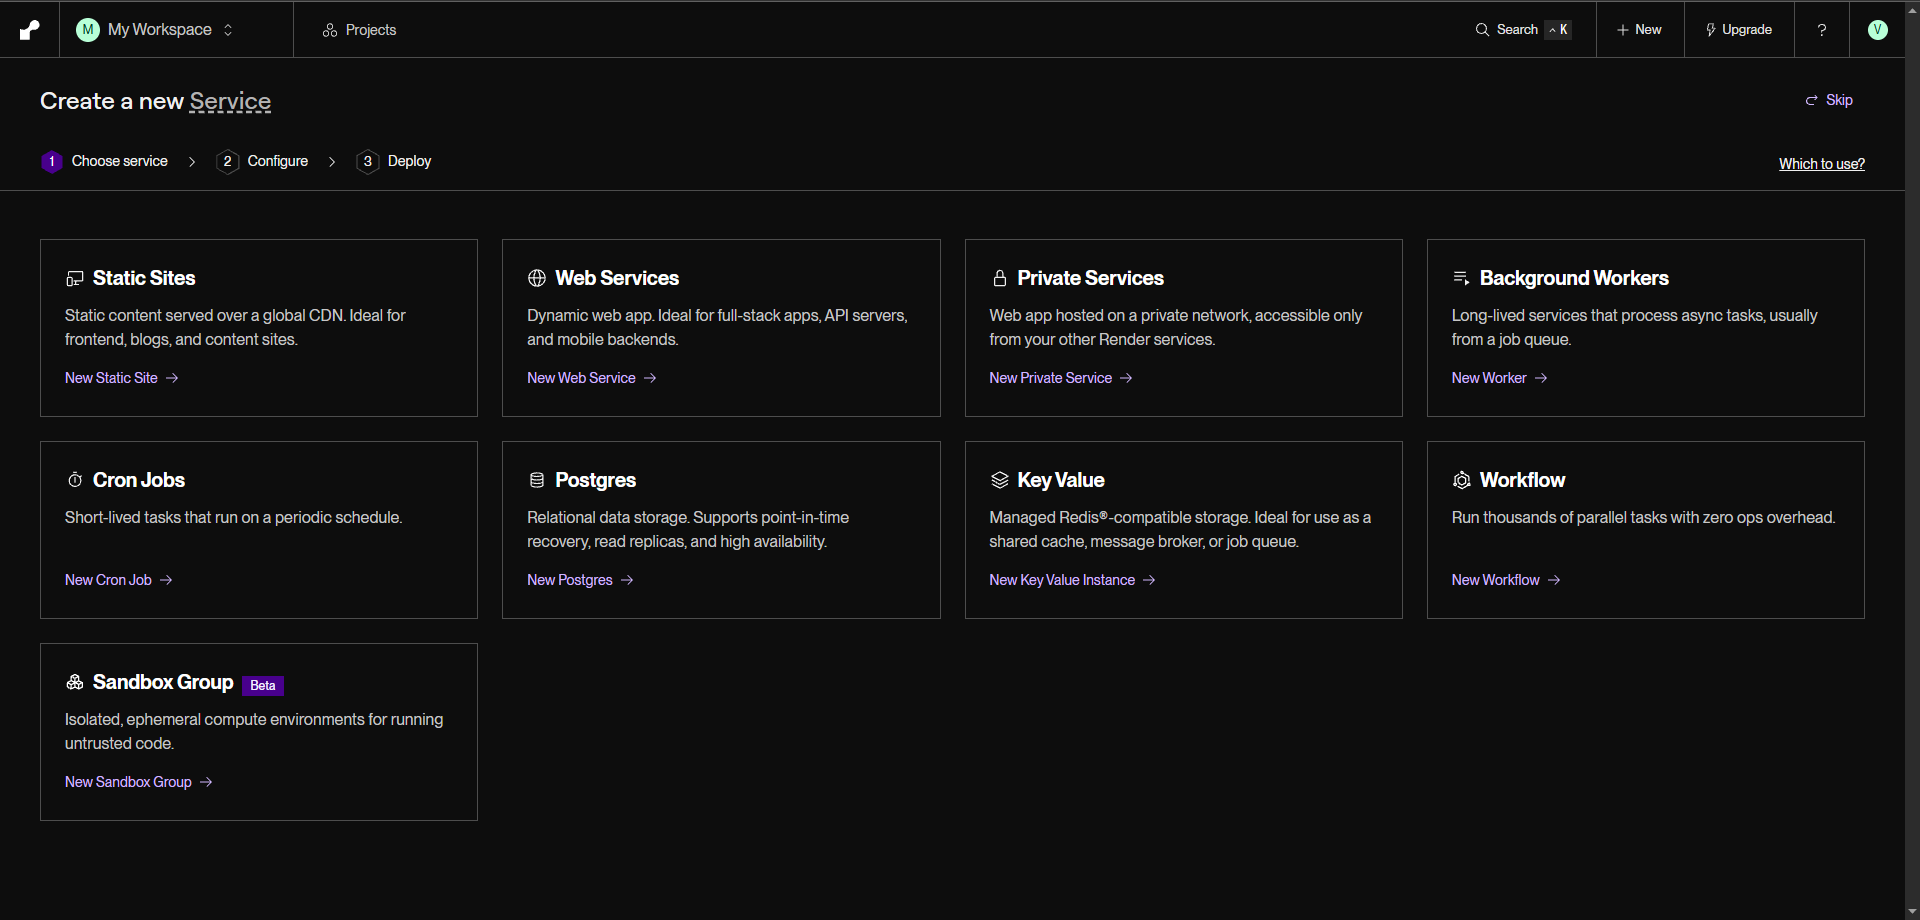 M My Workspace
Projects
Search ^ K
+ New
Upgrade
?
V
Create a new Service
Skip
1 Choose service > 2 Configure > 3 Deploy
Which to use?
Static Sites
Static content served over a global CDN. Ideal for
frontend, blogs, and content sites.
New Static Site →
Web Services
Dynamic web app. Ideal for full-stack apps, API servers,
and mobile backends.
New Web Service →
Private Services
Web app hosted on a private network, accessible only
from your other Render services.
New Private Service →
Background Workers
Long-lived services that process async tasks, usually
from a job queue.
New Worker →
Cron Jobs
Short-lived tasks that run on a periodic schedule.
New Cron Job →
Postgres
Relational data storage. Supports point-in-time
recovery, read replicas, and high availability.
New Postgres →
Key Value
Managed Redis®-compatible storage. Ideal for use as a
shared cache, message broker, or job queue.
New Key Value Instance →
Workflow
Run thousands of parallel tasks with zero ops overhead.
New Workflow →
Sandbox Group Beta
Isolated, ephemeral compute environments for running
untrusted code.
New Sandbox Group →